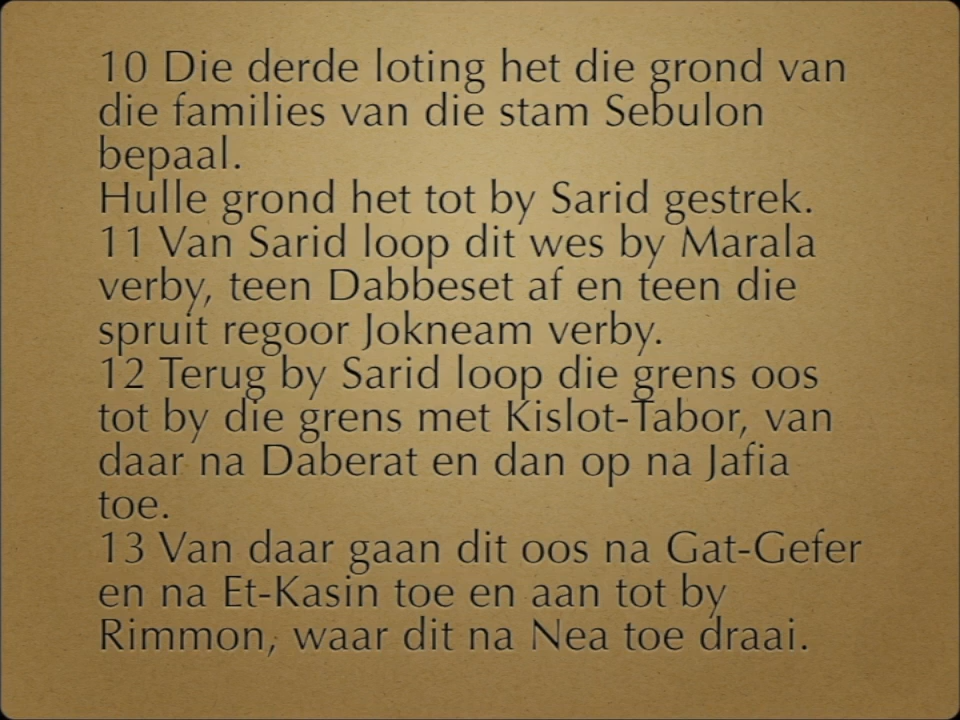 10 Die derde loting het die grond van
die families van die stam Sebulon
bepaal.
Hulle grond het tot by Sarid gestrek.
11 Van Sarid loop dit wes by Marala
verby, teen Dabbeset af en teen die
spruit regoor Jokneam verby.
12 Terug by Sarid loop die grens oos
tot by die grens met Kislot-Tabor, van
daar na Daberat en dan op na Jafia
toe.
13 Van daar gaan dit oos na Gat-Gefer
en na Et-Kasin toe en aan tot by
Rimmon, waar dit na Nea toe draai.